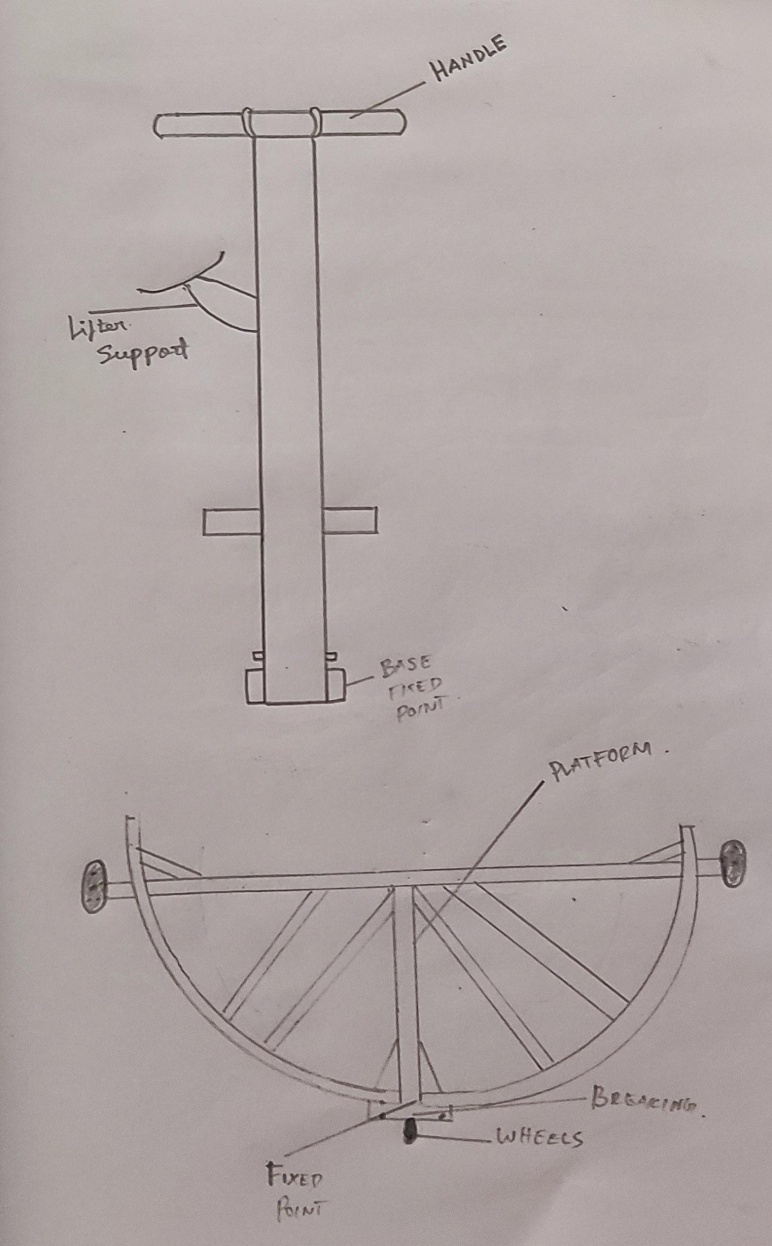 HANDLE
Lifter
Support
BASE
FIXED
POINT.
PLATFORM.
BREAKING.
WHEELS
FIXED
POINT